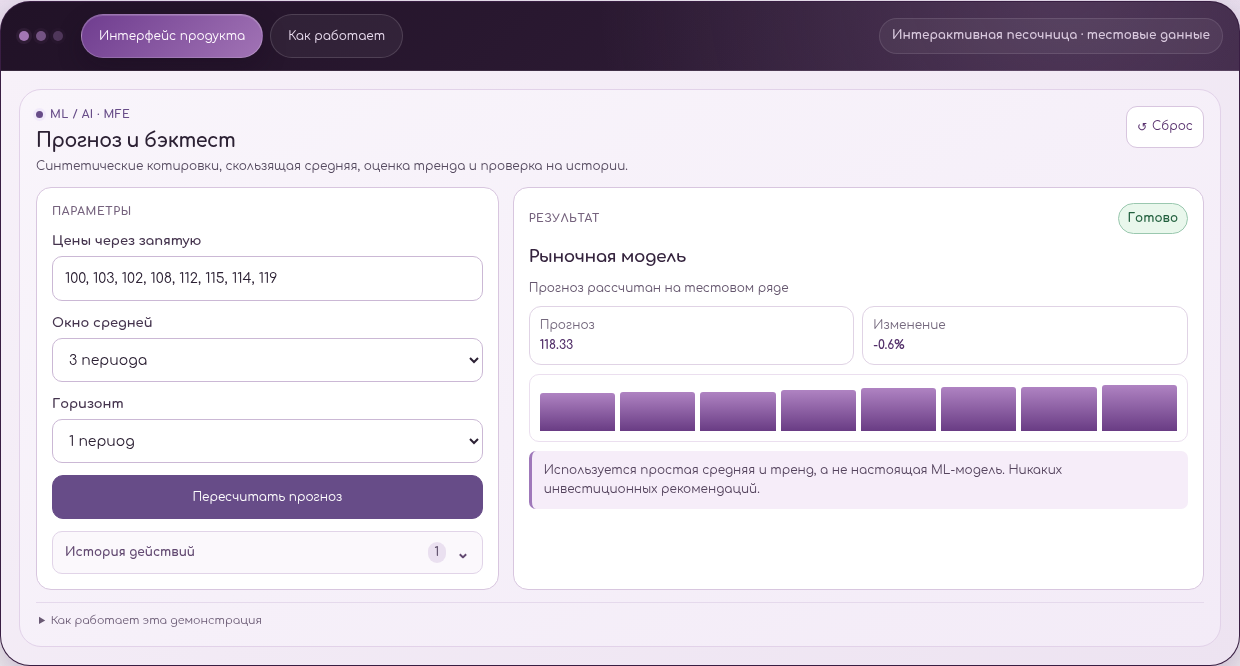 Интерфейс продукта
Как работает
Интерактивная песочница · тестовые данные
ML / AI · MFE
Прогноз и бэктест
Синтетические котировки, скользящая средняя, оценка тренда и проверка на истории.
↺ Сброс
ПАРАМЕТРЫ
Цены через запятую
100, 103, 102, 108, 112, 115, 114, 119
Окно средней
3 периода
Горизонт
1 период
Пересчитать прогноз
История действий
1
РЕЗУЛЬТАТ
Готово
Рыночная модель
Прогноз рассчитан на тестовом ряде
Прогноз
118.33
Изменение
-0.6%
Используется простая средняя и тренд, а не настоящая ML-модель. Никаких
инвестиционных рекомендаций.
Как работает эта демонстрация